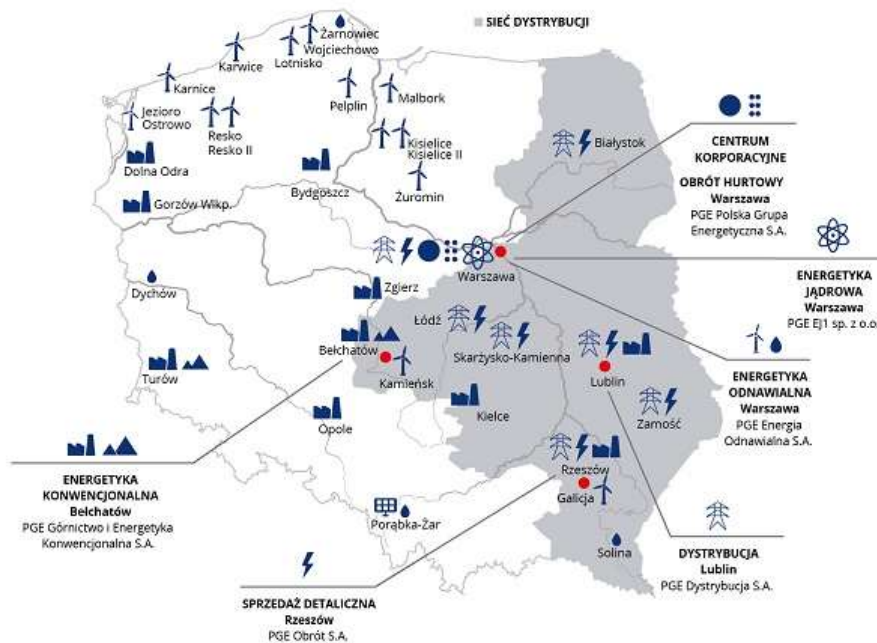 SIEĆ DYSTRYBUCJI
Żarnowiec
Wojciechowo
Lotnisko
Karwice
Karnice
Pelplin
Malbork
Jezioro
Ostrowo
Resko
Resko II
Kisielice
Kisielice II
Białystok
Dolna Odra
Bydgoszcz
Żuromin
Gorzów Wlkp.
CENTRUM
KORPORACYJNE
OBRÓT HURTOWY
Warszawa
PGE Polska Grupa
Energetyczna S.A.
Warszawa
ENERGETYKA
JĄDROWA
Warszawa
PGE EJ1 sp. z o.o.
Dychów
Zgierz
Łódź
Skarżysko-Kamienna
Bełchatów
Kamieńsk
Turów
Lublin
ENERGETYKA
ODNAWIALNA
Warszawa
PGE Energia
Odnawialna S.A.
Kielce
Zamość
Opole
ENERGETYKA
KONWENCJONALNA
Bełchatów
PGE Górnictwo i Energetyka
Konwencjonalna S.A.
Rzeszów
Galicja
Porąbka-Żar
Solina
DYSTRYBUCJA
Lublin
PGE Dystrybucja S.A.
SPRZEDAŻ DETALICZNA
Rzeszów
PGE Obrót S.A.